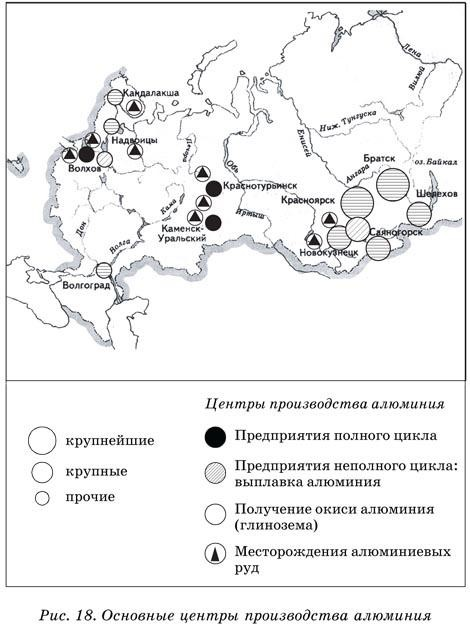 Кандалакша
Надвоицы
Волхов
Волгоград
Дон
Волга
Кама
Печора
Обь
Иртыш
Краснотурьинск
Каменск-
Уральский
Енисей
Ниж. Тунгуска
Лена
Вилюй
Ангара
оз. Байкал
Братск
Шелехов
Красноярск
Саяногорск
Новокузнецк
Центры производства алюминия
крупнейшие
крупные
прочие
Предприятия полного цикла
Предприятия неполного цикла:
выплавка алюминия
Получение окиси алюминия
(глинозема)
Месторождения алюминиевых
руд
Рис. 18. Основные центры производства алюминия